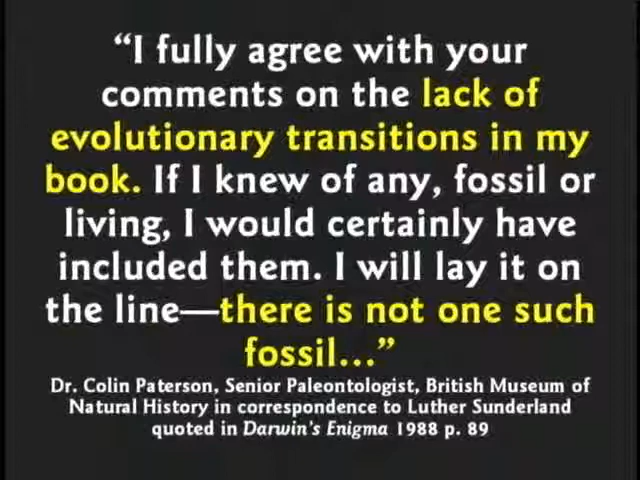 “I fully agree with your
comments on the lack of
evolutionary transitions in my
book. If I knew of any, fossil or
living, I would certainly have
included them. I will lay it on
the line—there is not one such
fossil...”
Dr. Colin Paterson, Senior Paleontologist, British Museum of
Natural History in correspondence to Luther Sunderland
quoted in Darwin's Enigma 1988 p. 89